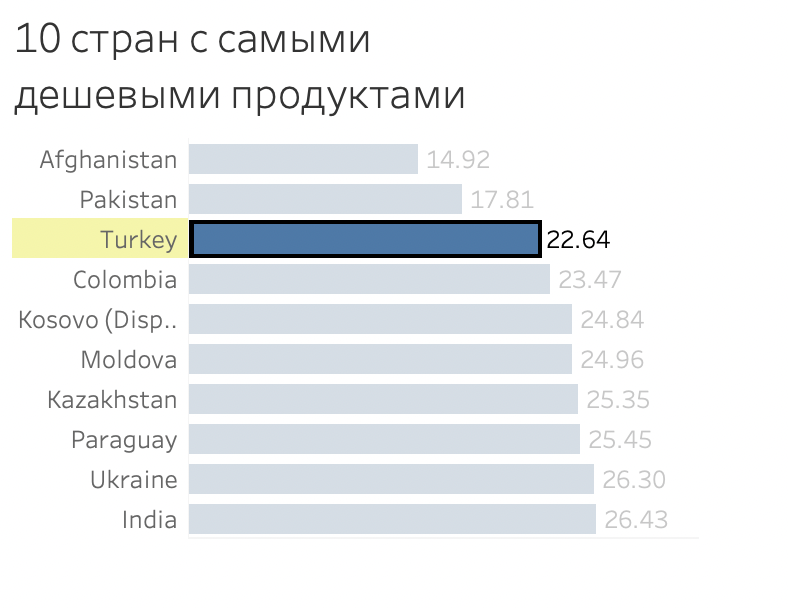 10 стран с самыми
дешевыми продуктами
Afghanistan 14.92
Pakistan 17.81
Turkey 22.64
Colombia 23.47
Kosovo (Disp.. 24.84
Moldova 24.96
Kazakhstan 25.35
Paraguay 25.45
Ukraine 26.30
India 26.43